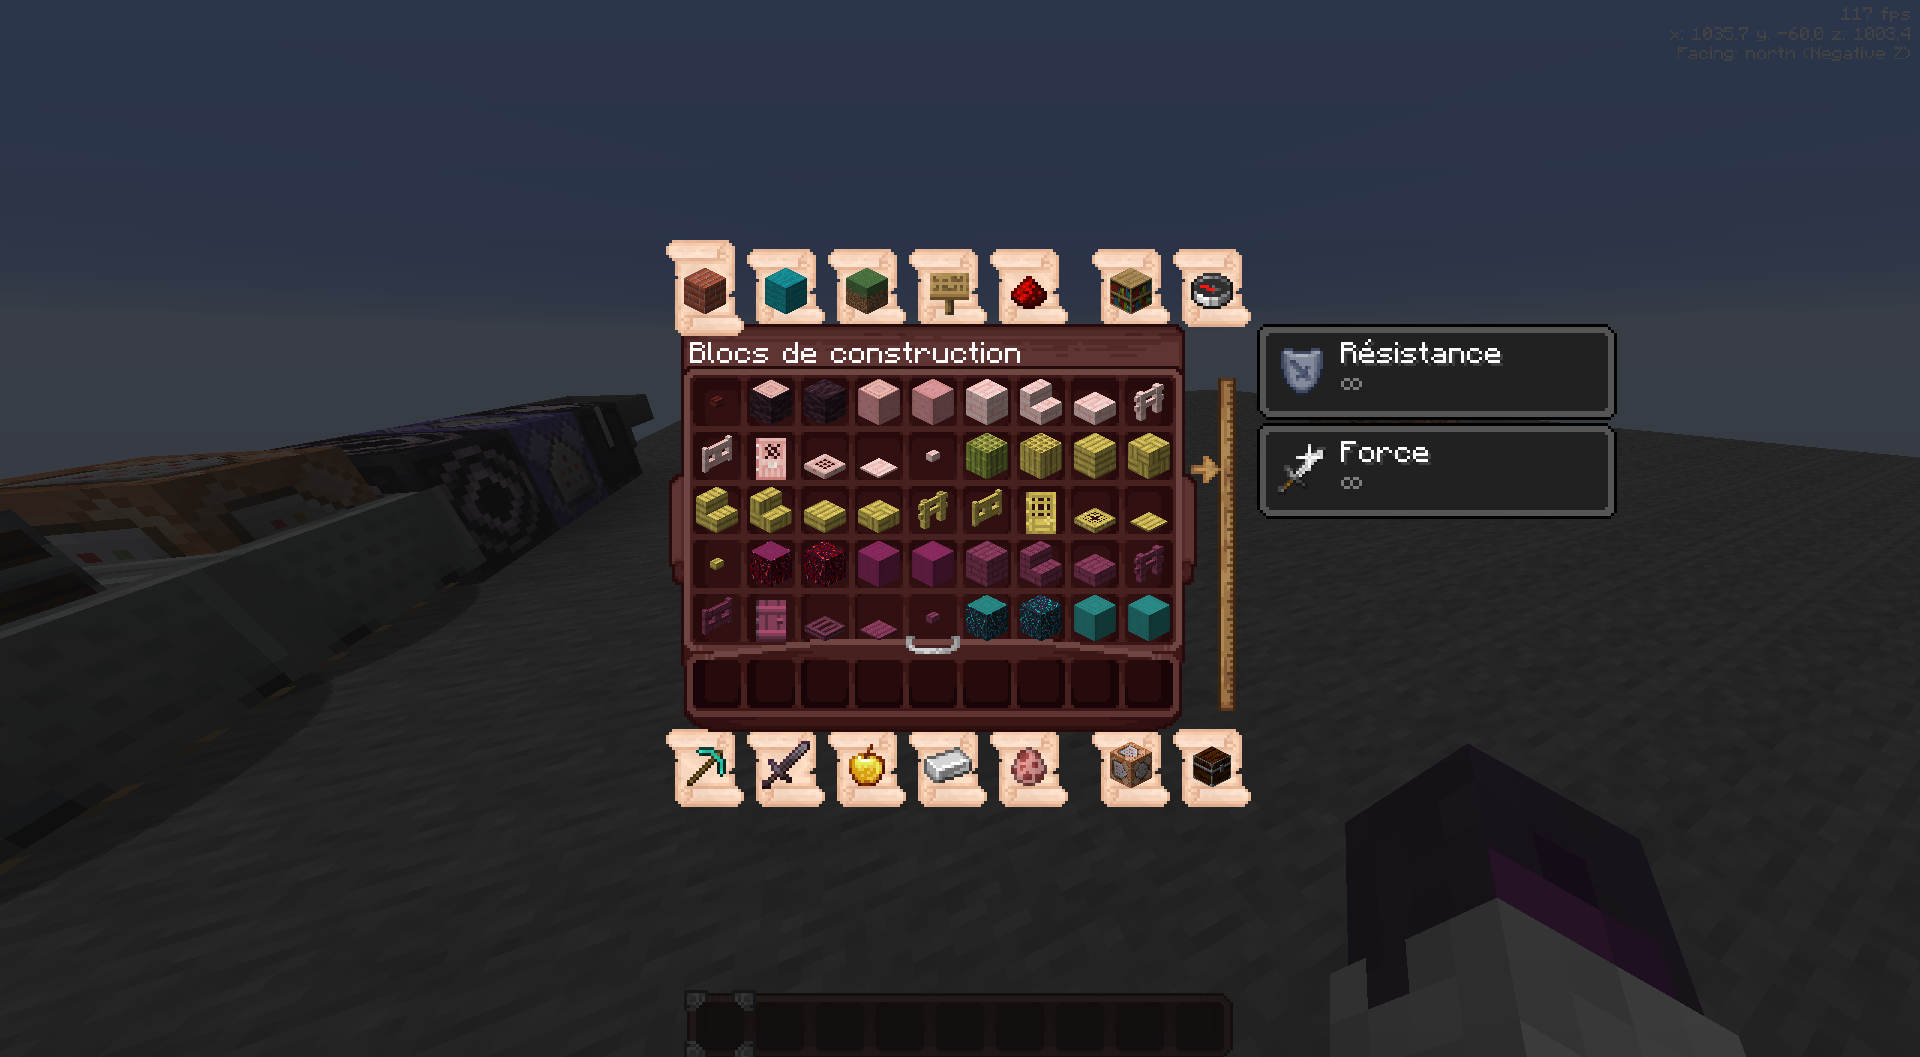 117 fps
x: 1035,7 y: -60,0 z: 1003,4
Facing: north (Negative Z)
Blocs de construction
Résistance
∞
Force
∞